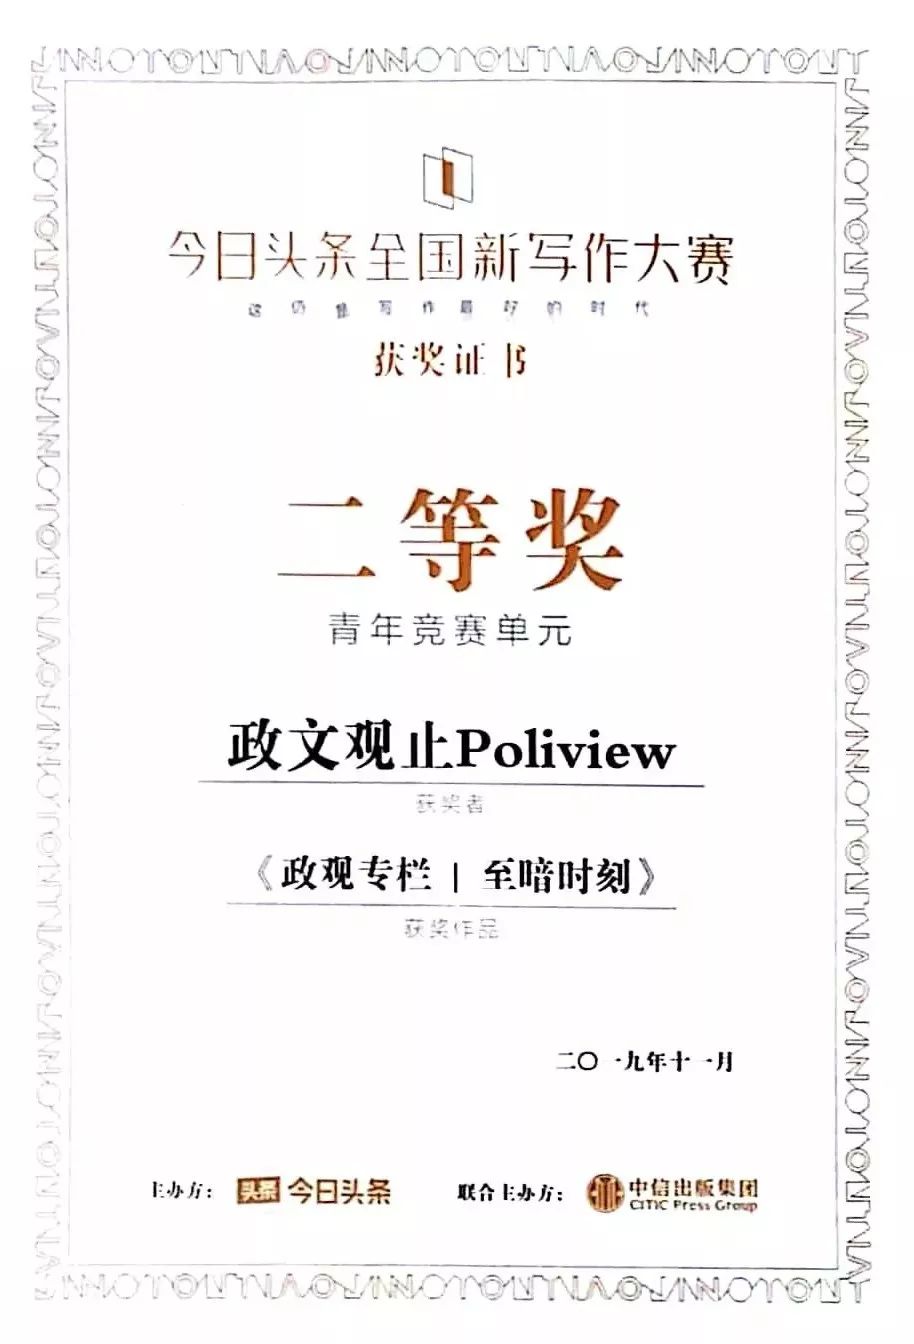 今日头条全国新写作大赛
这仍是写作最好的时代
获奖证书
二等奖
青年竞赛单元
政文观止Poliview
获奖者
《政观专栏 | 至暗时刻》
获奖作品
二〇一九年十一月
主办方： 头条 今日头条 联合主办方： 中信出版集团
CITIC Press Group